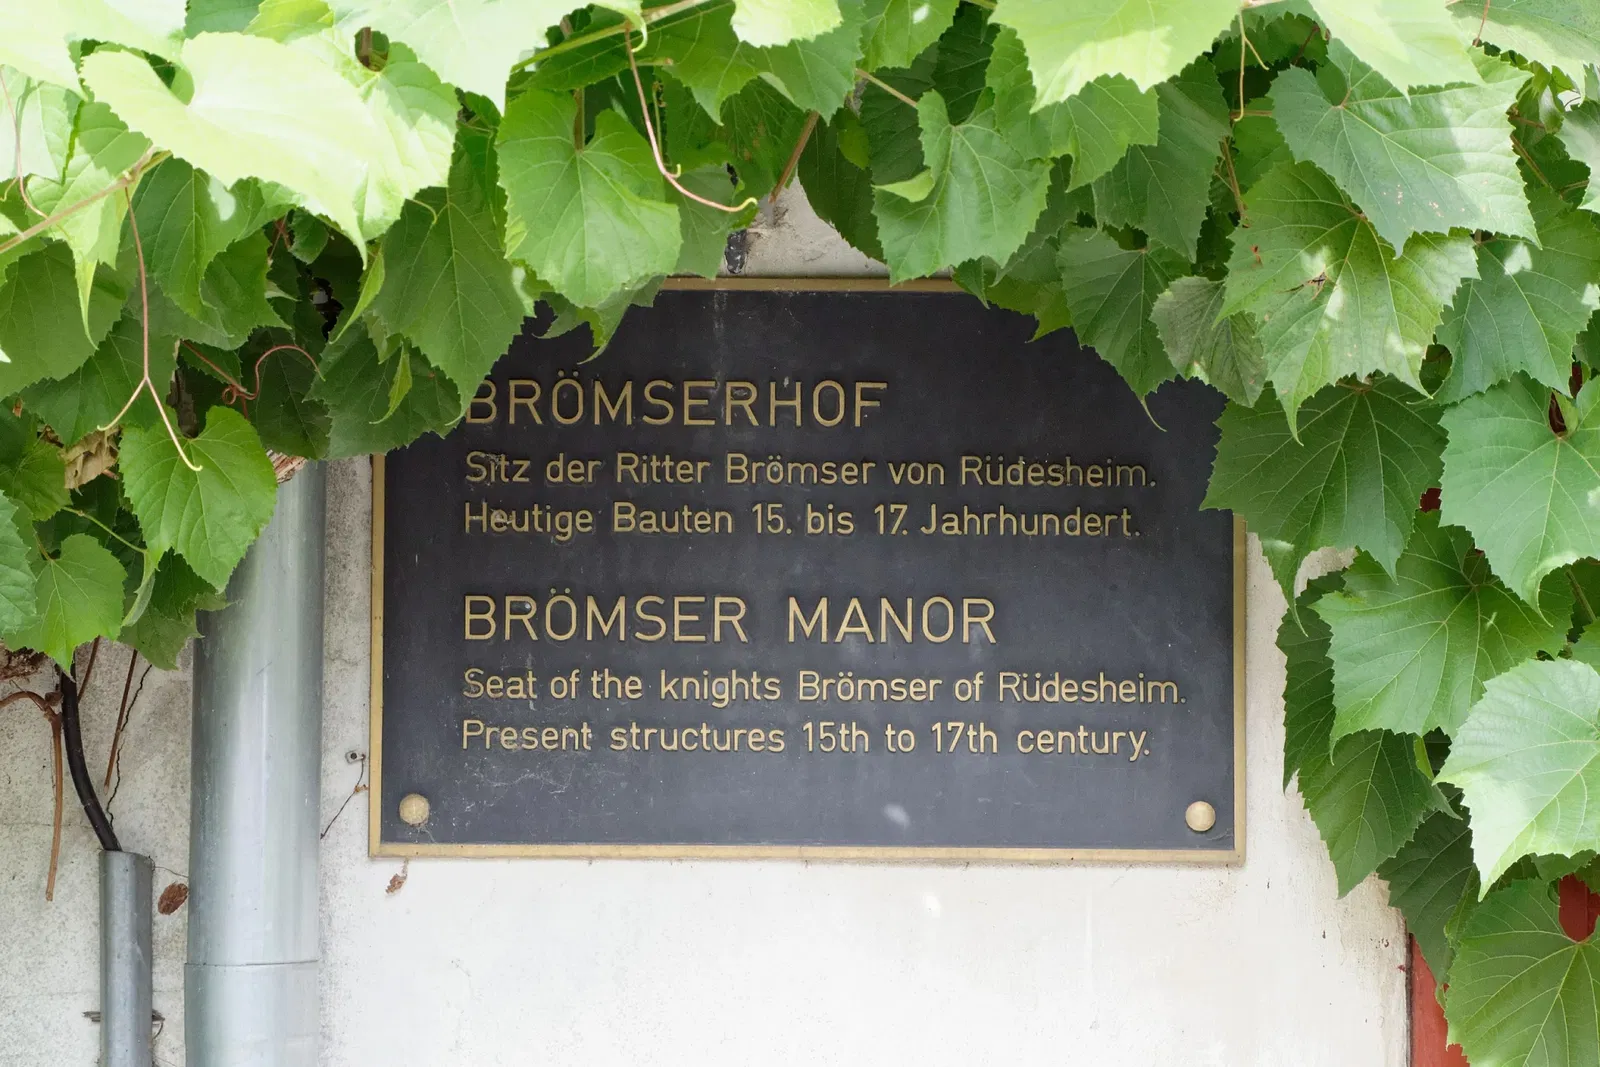 BRÖMSERHOF
Sitz der Ritter Brömser von Rüdesheim.
Heutige Bauten 15. bis 17. Jahrhundert.
BRÖMSER MANOR
Seat of the knights Brömser of Rüdesheim.
Present structures 15th to 17th century.